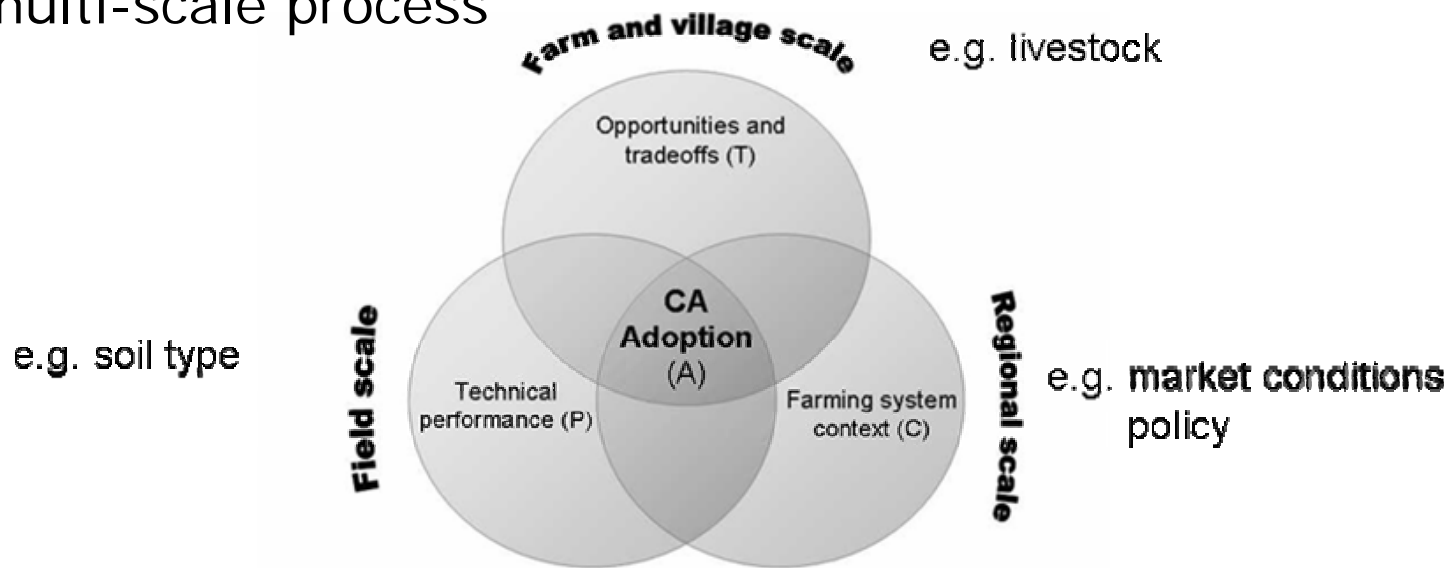 multi-scale process
Farm and village scale
e.g. livestock
Opportunities and
tradeoffs (T)
CA
Adoption
(A)
Field scale
e.g. soil type
Technical
performance (P)
Farming system
context (C)
Regional scale
e.g. market conditions
policy